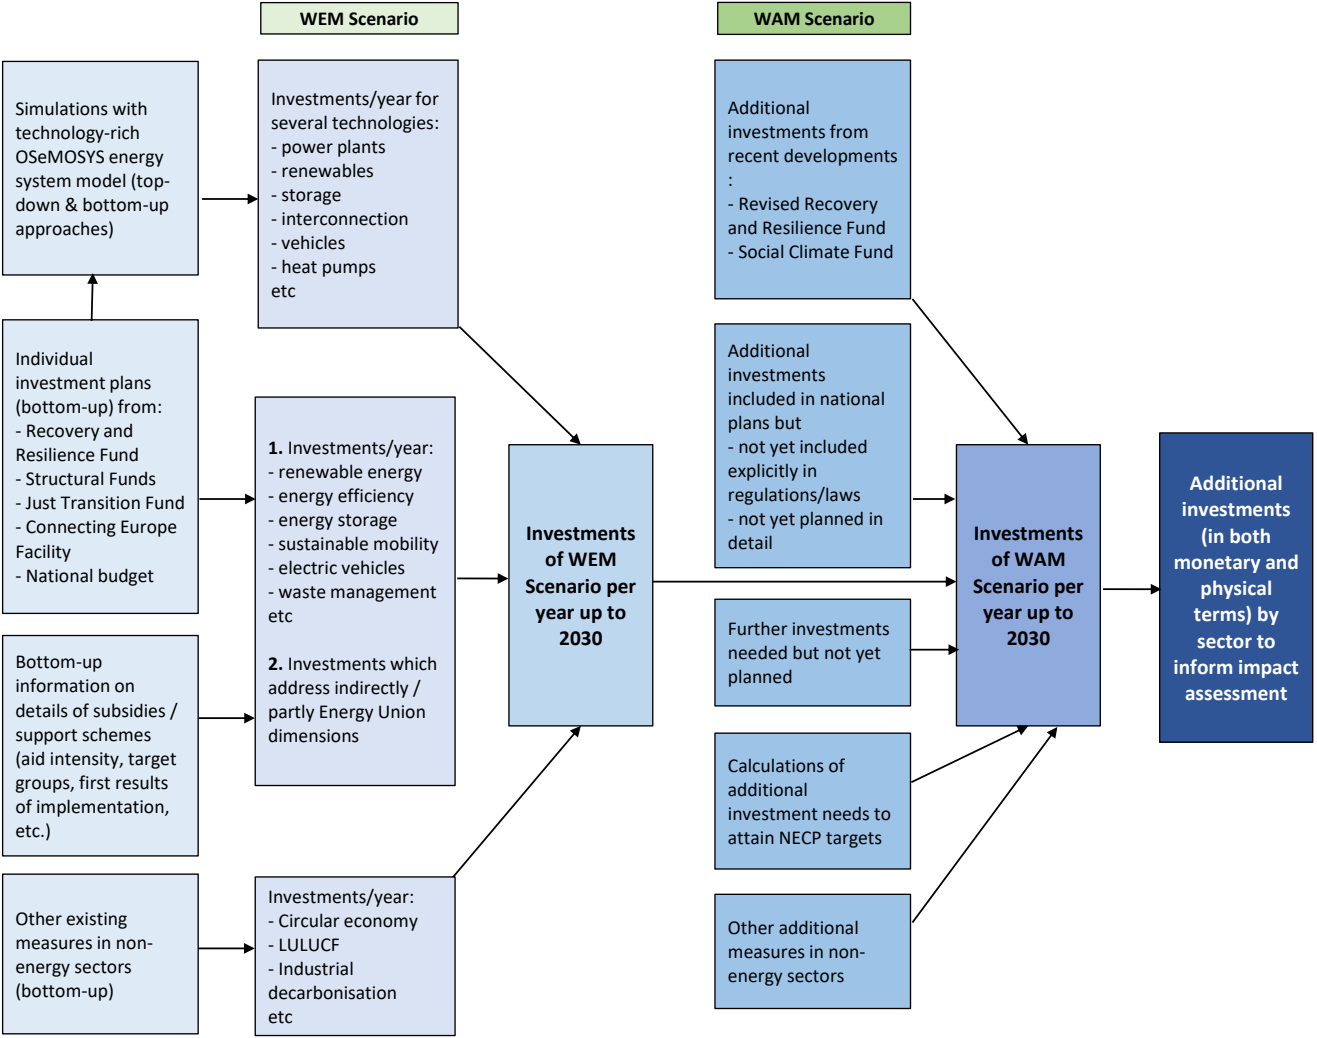 WEM Scenario
WAM Scenario
Simulations with
technology-rich
OSeMOSYS energy
system model (top-
down & bottom-up
approaches)
Investments/year for
several technologies:
- power plants
- renewables
- storage
- interconnection
- vehicles
- heat pumps
etc
Additional
investments from
recent developments
:
- Revised Recovery
and Resilience Fund
- Social Climate Fund
Individual
investment plans
(bottom-up) from:
- Recovery and
Resilience Fund
- Structural Funds
- Just Transition Fund
- Connecting Europe
Facility
- National budget
1. Investments/year:
- renewable energy
- energy efficiency
- energy storage
- sustainable mobility
- electric vehicles
- waste management
etc
2. Investments which
address indirectly /
partly Energy Union
dimensions
Investments
of WEM
Scenario per
year up to
2030
Additional
investments
included in national
plans but
- not yet included
explicitly in
regulations/laws
- not yet planned in
detail
Investments
of WAM
Scenario per
year up to
2030
Additional
investments
(in both
monetary and
physical
terms) by
sector to
inform impact
assessment
Further investments
needed but not yet
planned
Bottom-up
information on
details of subsidies /
support schemes
(aid intensity, target
groups, first results
of implementation,
etc.)
Calculations of
additional
investment needs to
attain NECP targets
Other existing
measures in non-
energy sectors
(bottom-up)
Investments/year:
- Circular economy
- LULUCF
- Industrial
decarbonisation
etc
Other additional
measures in non-
energy sectors